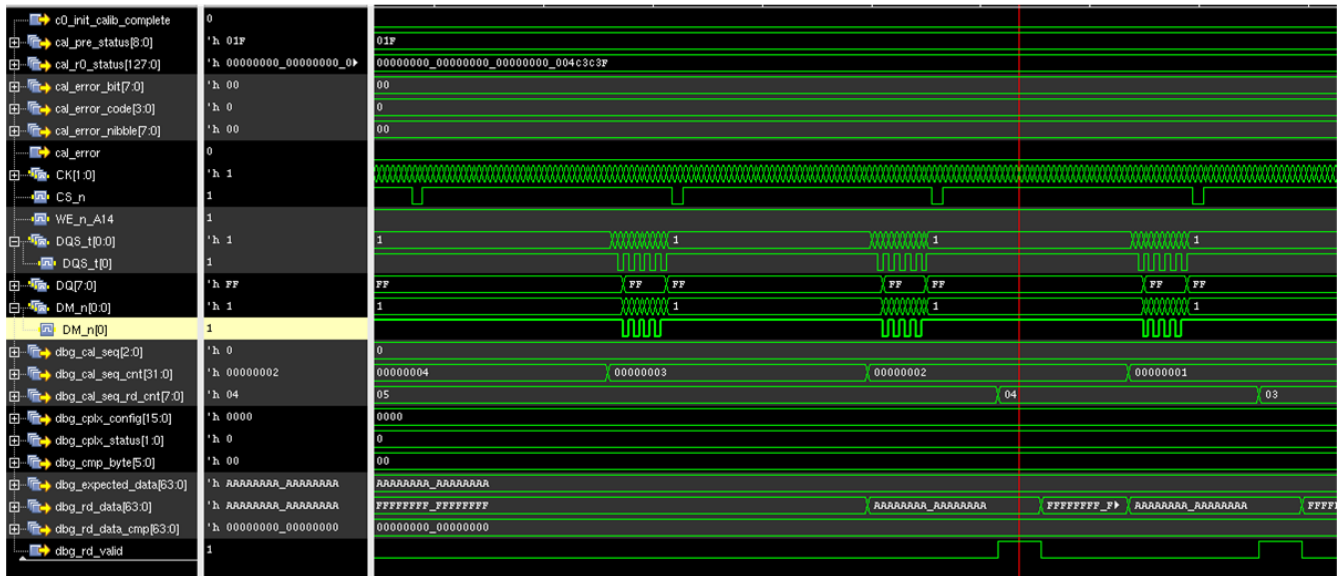 c0_init_calib_complete 0
cal_pre_status[8:0] 'h 01F 01F
cal_r0_status[127:0] 'h 00000000_00000000_0 00000000_00000000_00000000_004C3C3F
cal_error_bit[7:0] 'h 00 00
cal_error_code[3:0] 'h 0 0
cal_error_nibble[7:0] 'h 00 00
cal_error 0
CK[1:0] 'h 1
CS_n 1
WE_n_A14 1
DQS_t[0:0] 'h 1 1 1 1 1
DQS_t[0] 1
DQ[7:0] 'h FF FF FF FF FF FF FF FF
DM_n[0:0] 'h 1 1 1 1 1
DM_n[0] 1
dbg_cal_seq[2:0] 'h 0 0
dbg_cal_seq_cnt[31:0] 'h 00000002 00000004 00000003 00000002 00000001
dbg_cal_seq_rd_cnt[7:0] 'h 04 05 04 03
dbg_cplx_config[15:0] 'h 0000 0000
dbg_cplx_status[1:0] 'h 0 0
dbg_cmp_byte[5:0] 'h 00 00
dbg_expected_data[63:0] 'h AAAAAAAA_AAAAAAAA AAAAAAAA_AAAAAAAA
dbg_rd_data[63:0] 'h AAAAAAAA_AAAAAAAA FFFFFFFF_FFFFFFFF AAAAAAAA_AAAAAAAA FFFFFFFF_F AAAAAAAA_AAAAAAAA FFFFF
dbg_rd_data_cmp[63:0] 'h 00000000_00000000 00000000_00000000
dbg_rd_valid 1